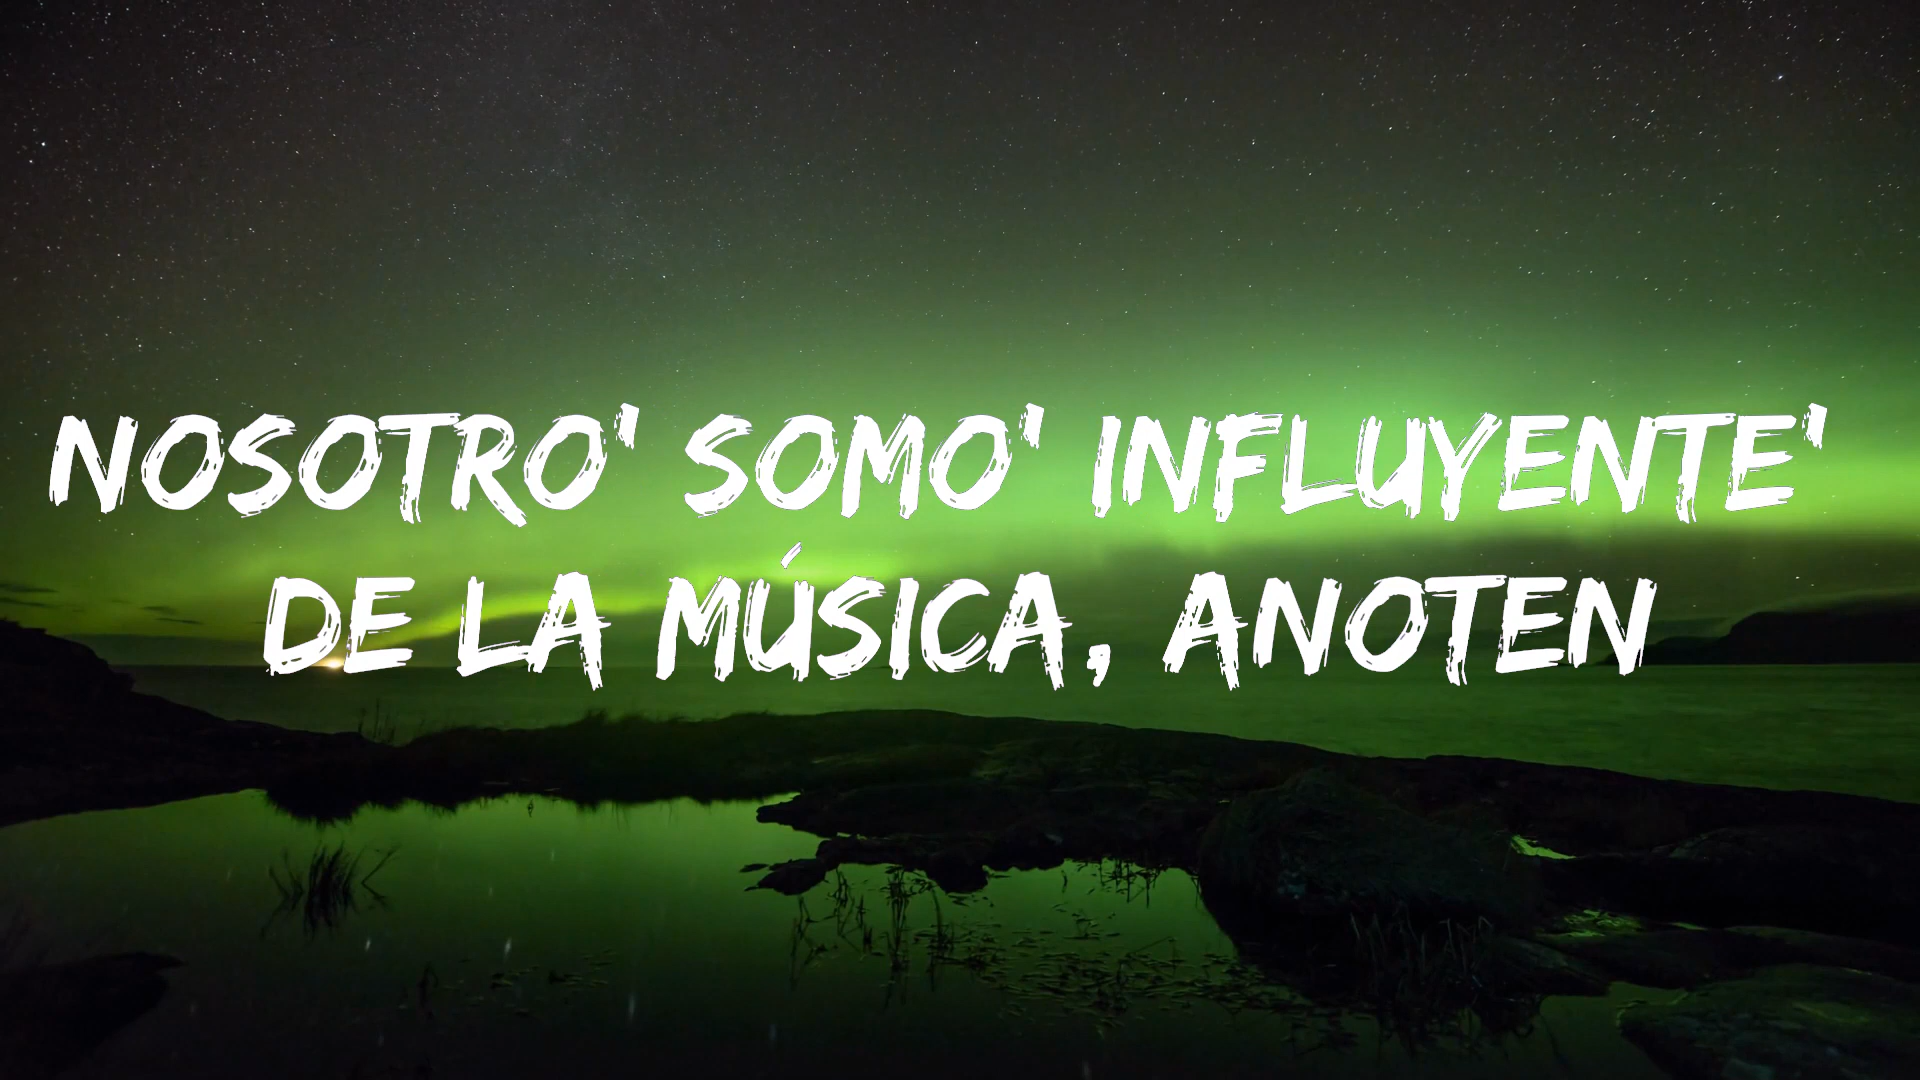 NOSOTRO' SOMO' INFLUYENTE'
DE LA MÚSICA, ANOTEN